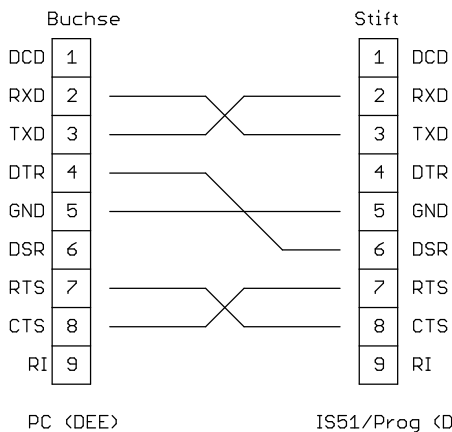 Buchse Stift
DCD 1 1 DCD
RXD 2 2 RXD
TXD 3 3 TXD
DTR 4 4 DTR
GND 5 5 GND
DSR 6 6 DSR
RTS 7 7 RTS
CTS 8 8 CTS
RI 9 9 RI
PC (DEE) IS51/Prog (D